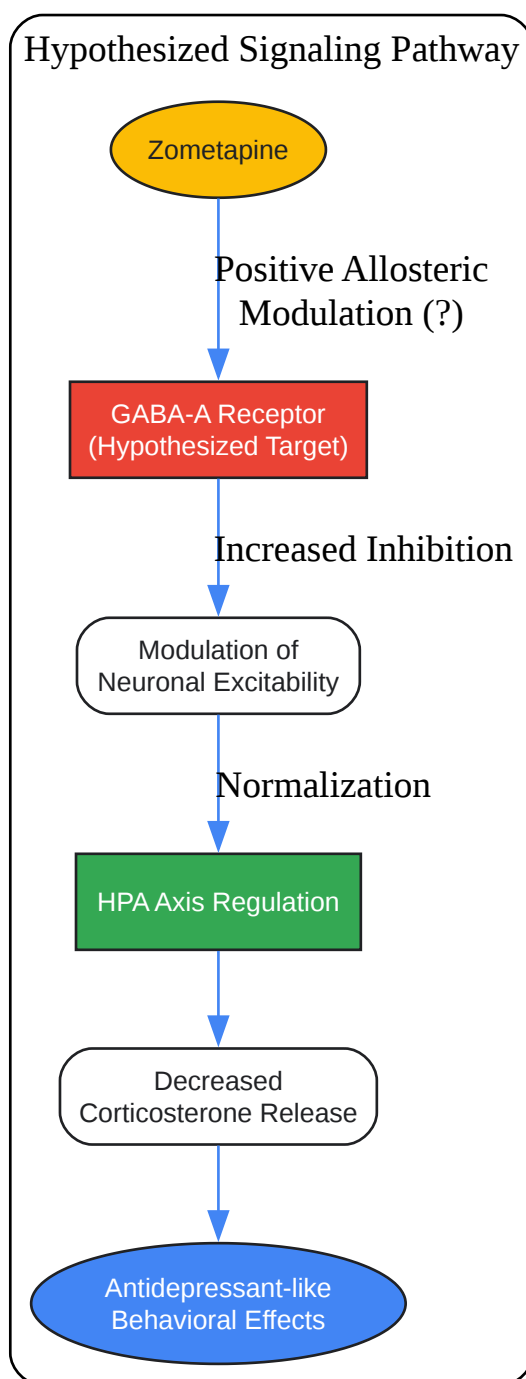 Hypothesized Signaling Pathway
Zometapine
Positive Allosteric
Modulation (?)
GABA-A Receptor
(Hypothesized Target)
Increased Inhibition
Modulation of
Neuronal Excitability
Normalization
HPA Axis Regulation
Decreased
Corticosterone Release
Antidepressant-like
Behavioral Effects